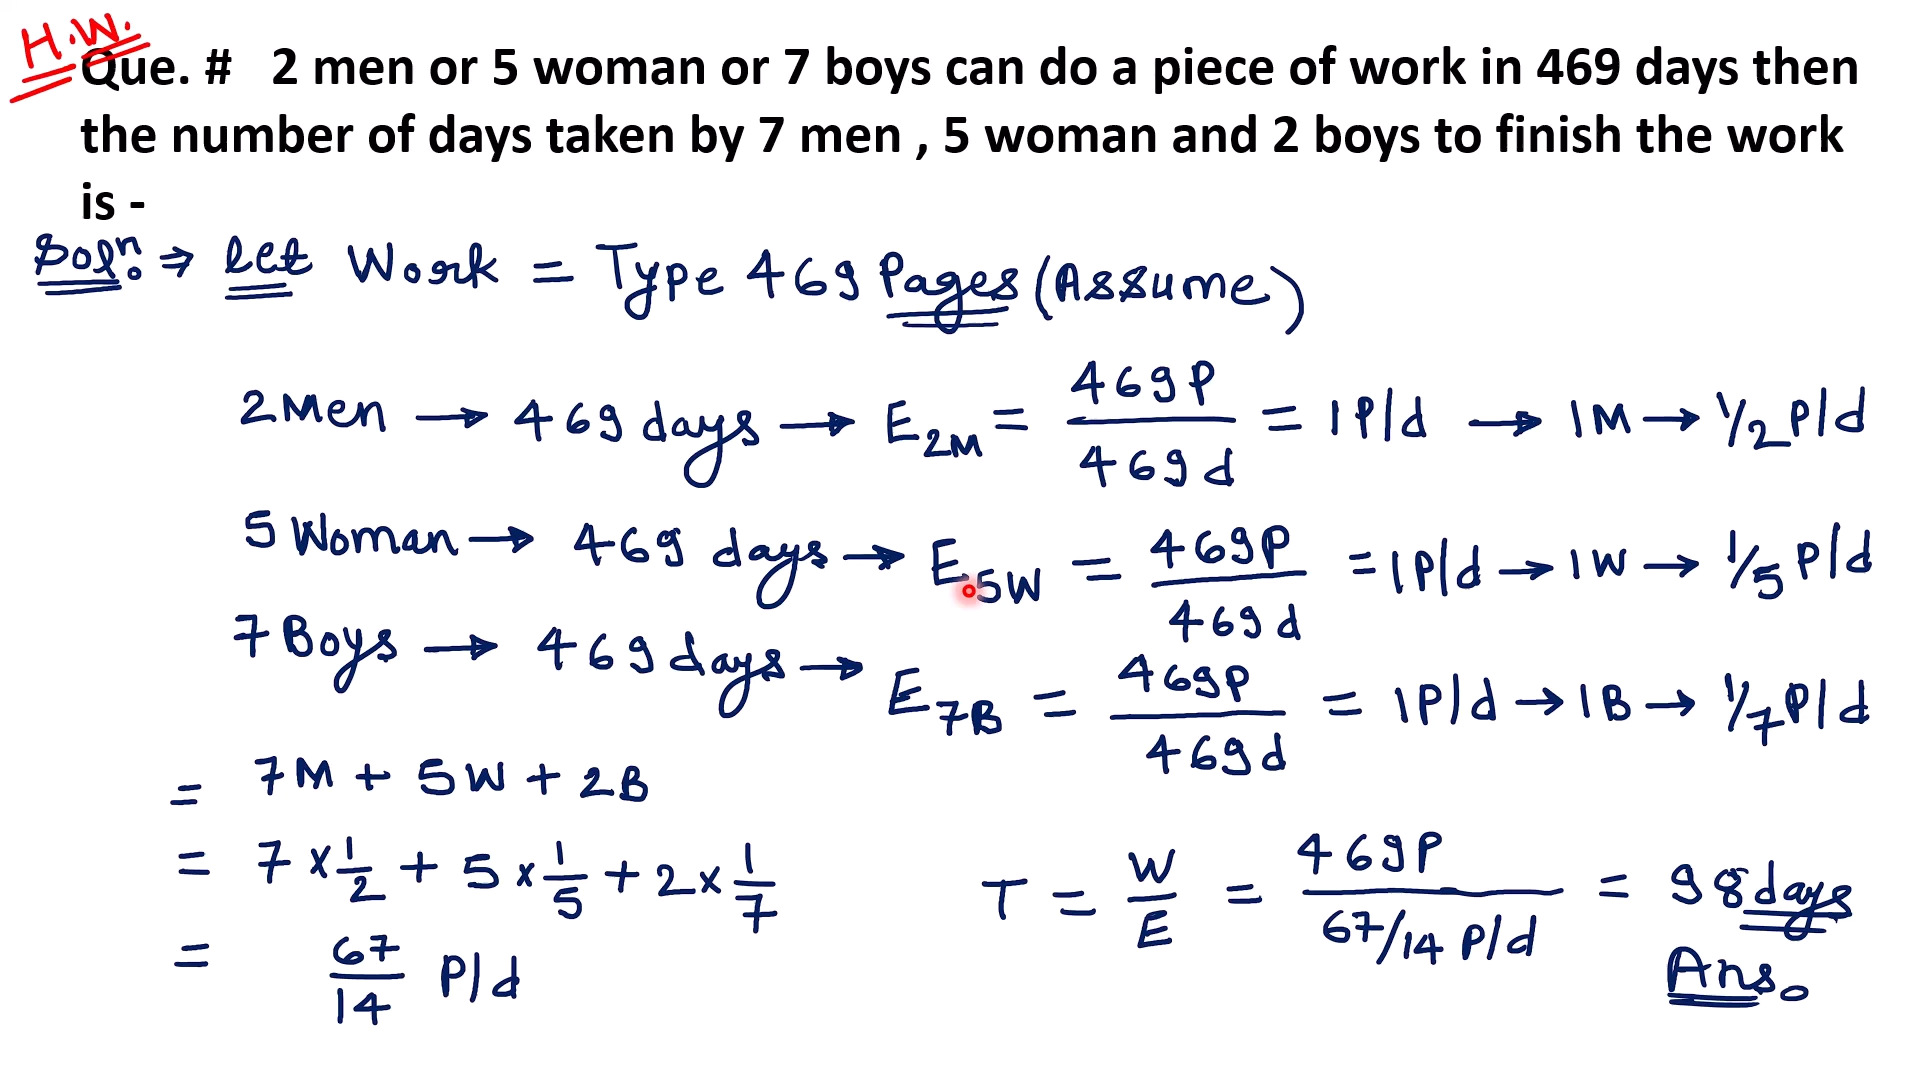 H.W.
Que. # 2 men or 5 woman or 7 boys can do a piece of work in 469 days then
the number of days taken by 7 men , 5 woman and 2 boys to finish the work
is -
Solⁿ. ⇒ let Work = Type 469 Pages (Assume)
2Men → 469 days → E2M = 469P/469d = 1P/d → 1M → 1/2 P/d
5 Woman → 469 days → E5W = 469P/469d = 1P/d → 1W → 1/5 P/d
7 Boys → 469 days → E7B = 469P/469d = 1P/d → 1B → 1/7 P/d
= 7M + 5W + 2B
= 7 × 1/2 + 5 × 1/5 + 2 × 1/7
= 67/14 P/d
T = W/E = 469P / 67/14 P/d = 98 days
Ans.